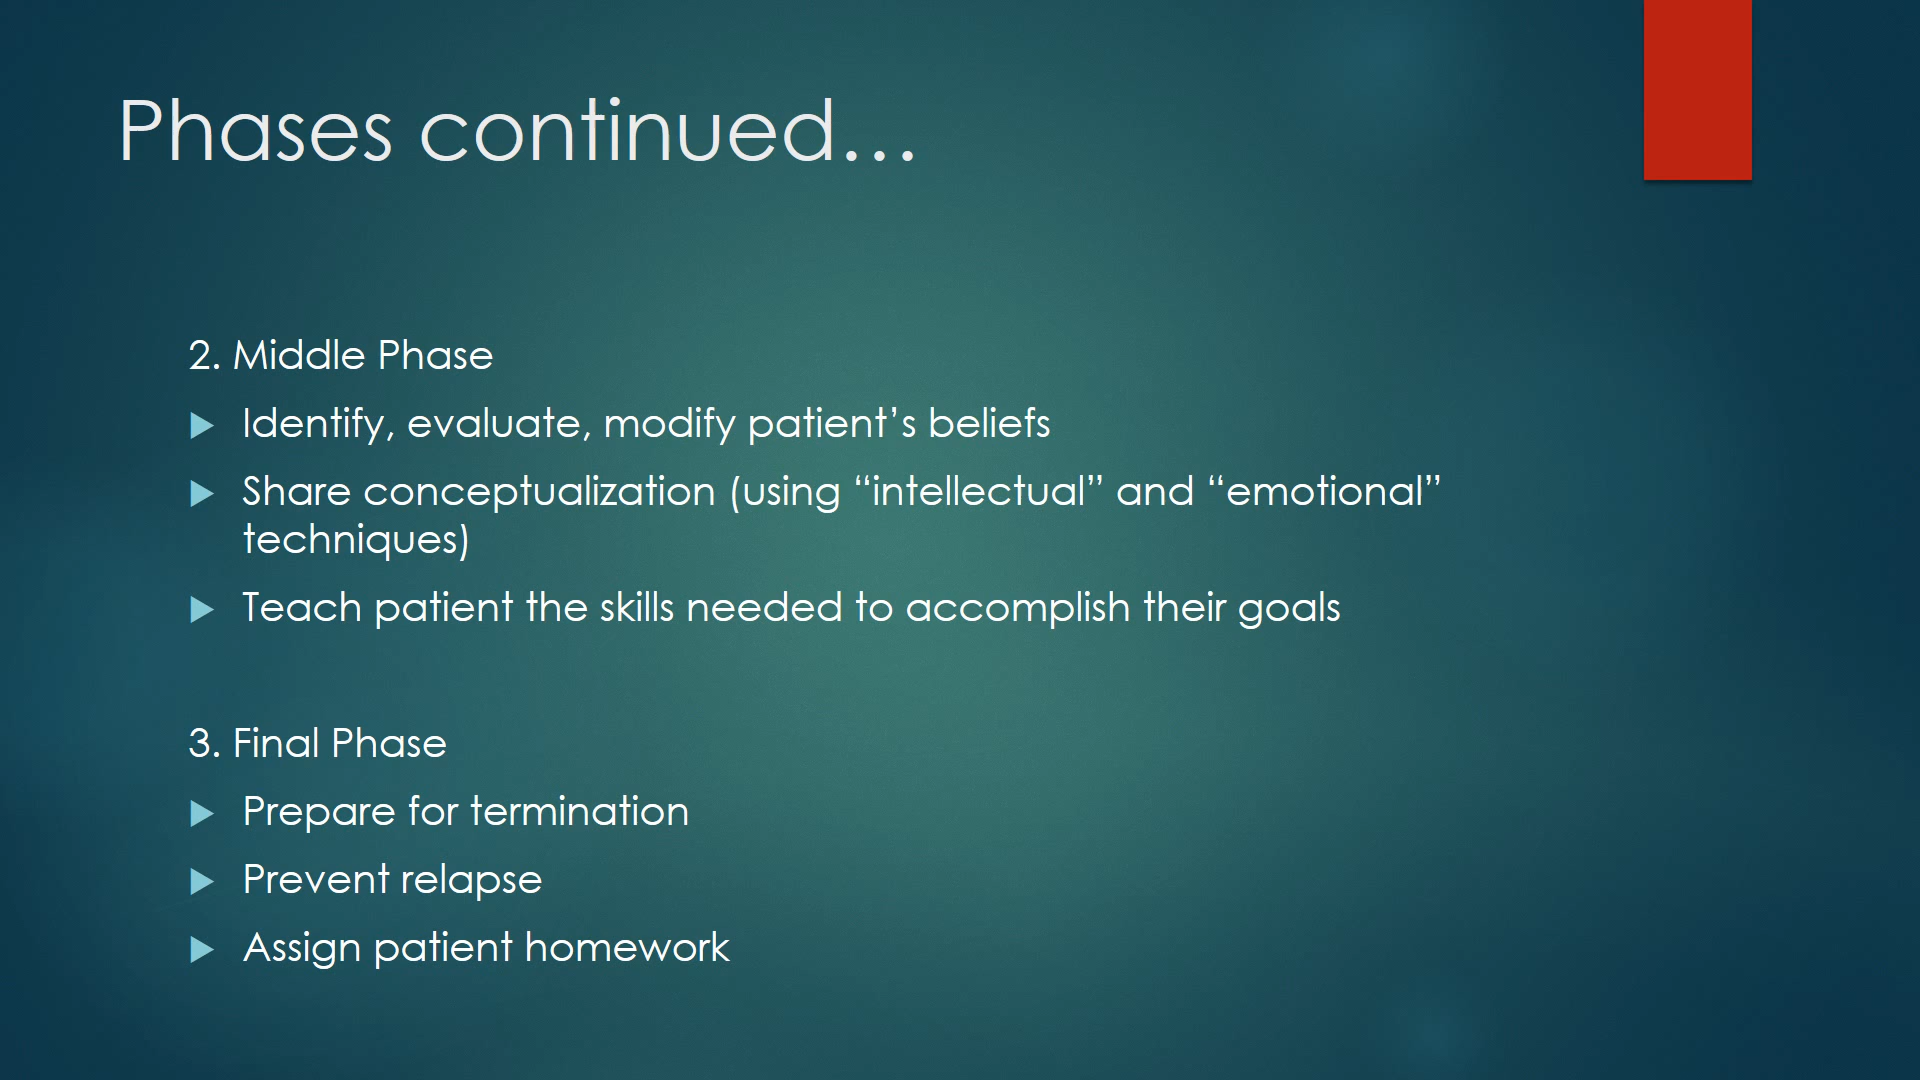 Phases continued…
2. Middle Phase
Identify, evaluate, modify patient’s beliefs
Share conceptualization (using “intellectual” and “emotional”
techniques)
Teach patient the skills needed to accomplish their goals
3. Final Phase
Prepare for termination
Prevent relapse
Assign patient homework